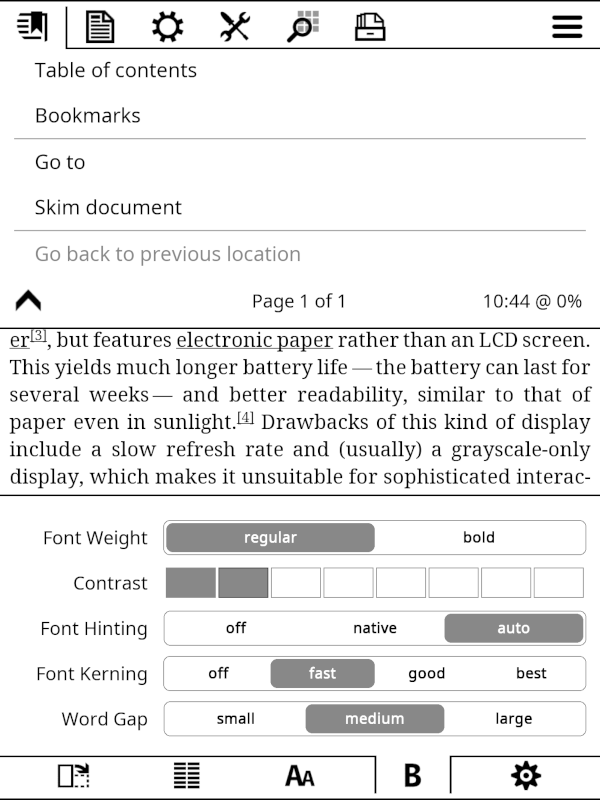 Table of contents
Bookmarks
Go to
Skim document
Go back to previous location
Page 1 of 1
10:44 @ 0%
er[3], but features electronic paper rather than an LCD screen.
This yields much longer battery life — the battery can last for
several weeks — and better readability, similar to that of
paper even in sunlight.[4] Drawbacks of this kind of display
include a slow refresh rate and (usually) a grayscale-only
display, which makes it unsuitable for sophisticated interac-
Font Weight regular bold
Contrast
Font Hinting off native auto
Font Kerning off fast good best
Word Gap small medium large
AA B